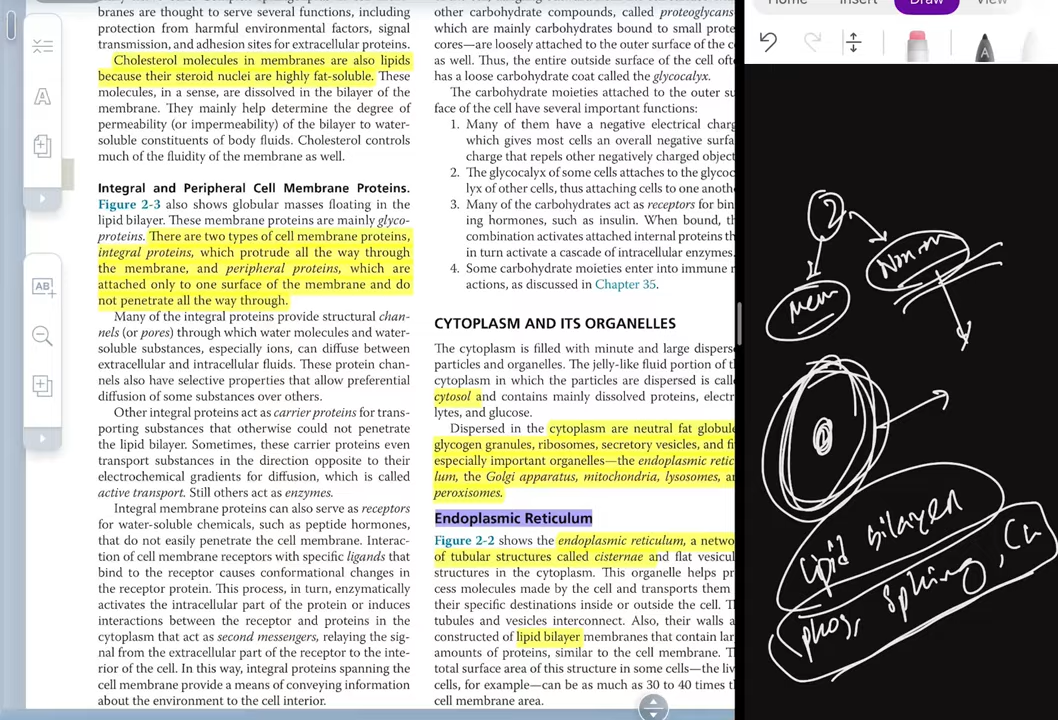 branes are thought to serve several functions, including
protection from harmful environmental factors, signal
transmission, and adhesion sites for extracellular proteins.
Cholesterol molecules in membranes are also lipids
because their steroid nuclei are highly fat-soluble. These
molecules, in a sense, are dissolved in the bilayer of the
membrane. They mainly help determine the degree of
permeability (or impermeability) of the bilayer to water-
soluble constituents of body fluids. Cholesterol controls
much of the fluidity of the membrane as well.
Integral and Peripheral Cell Membrane Proteins.
Figure 2-3 also shows globular masses floating in the
lipid bilayer. These membrane proteins are mainly glyco-
proteins. There are two types of cell membrane proteins,
integral proteins, which protrude all the way through
the membrane, and peripheral proteins, which are
attached only to one surface of the membrane and do
not penetrate all the way through.
Many of the integral proteins provide structural chan-
nels (or pores) through which water molecules and water-
soluble substances, especially ions, can diffuse between
extracellular and intracellular fluids. These protein chan-
nels also have selective properties that allow preferential
diffusion of some substances over others.
Other integral proteins act as carrier proteins for trans-
porting substances that otherwise could not penetrate
the lipid bilayer. Sometimes, these carrier proteins even
transport substances in the direction opposite to their
electrochemical gradients for diffusion, which is called
active transport. Still others act as enzymes.
Integral membrane proteins can also serve as receptors
for water-soluble chemicals, such as peptide hormones,
that do not easily penetrate the cell membrane. Interac-
tion of cell membrane receptors with specific ligands that
bind to the receptor causes conformational changes in
the receptor protein. This process, in turn, enzymatically
activates the intracellular part of the protein or induces
interactions between the receptor and proteins in the
cytoplasm that act as second messengers, relaying the sig-
nal from the extracellular part of the receptor to the inte-
rior of the cell. In this way, integral proteins spanning the
cell membrane provide a means of conveying information
about the environment to the cell interior.
other carbohydrate compounds, called proteoglycans
which are mainly carbohydrates bound to small prote
cores—are loosely attached to the outer surface of the c
as well. Thus, the entire outside surface of the cell oft
has a loose carbohydrate coat called the glycocalyx.
The carbohydrate moieties attached to the outer su
face of the cell have several important functions:
1. Many of them have a negative electrical charg
which gives most cells an overall negative surfa
charge that repels other negatively charged object
2. The glycocalyx of some cells attaches to the glycoc
lyx of other cells, thus attaching cells to one anoth
3. Many of the carbohydrates act as receptors for bin
ing hormones, such as insulin. When bound, th
combination activates attached internal proteins th
in turn activate a cascade of intracellular enzymes.
4. Some carbohydrate moieties enter into immune r
actions, as discussed in Chapter 35.
CYTOPLASM AND ITS ORGANELLES
The cytoplasm is filled with minute and large disperse
particles and organelles. The jelly-like fluid portion of t
cytoplasm in which the particles are dispersed is call
cytosol and contains mainly dissolved proteins, electr
lytes, and glucose.
Dispersed in the cytoplasm are neutral fat globule
glycogen granules, ribosomes, secretory vesicles, and fi
especially important organelles—the endoplasmic retic
lum, the Golgi apparatus, mitochondria, lysosomes, an
peroxisomes.
Endoplasmic Reticulum
Figure 2-2 shows the endoplasmic reticulum, a netwo
of tubular structures called cisternae and flat vesicul
structures in the cytoplasm. This organelle helps pr
cess molecules made by the cell and transports them
their specific destinations inside or outside the cell. T
tubules and vesicles interconnect. Also, their walls a
constructed of lipid bilayer membranes that contain lar
amounts of proteins, similar to the cell membrane. T
total surface area of this structure in some cells—the liv
cells, for example—can be as much as 30 to 40 times t
cell membrane area.
Home Insert Draw View
A
AB
A
2
Mem
Lipid bilayer
phos, Sphing,